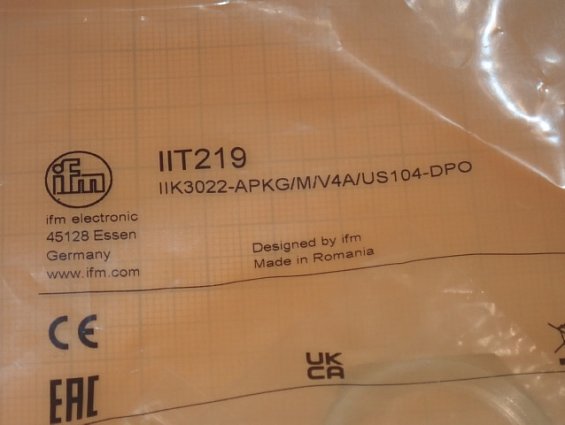 IIT219
IIK3022-APKG/M/V4A/US104-DPO
ifm
ifm electronic
45128 Essen
Germany
www.ifm.com
Designed by ifm
Made in Romania
CE
UK
CA
EAC